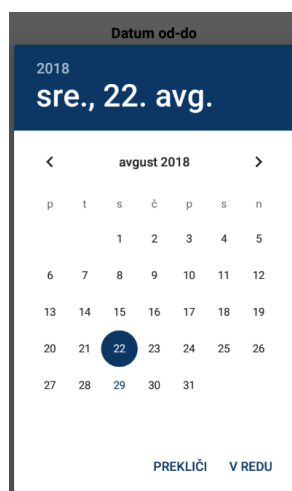 Datum od-do
2018
sre., 22. avg.
avgust 2018
p t s č p s n
1 2 3 4 5
6 7 8 9 10 11 12
13 14 15 16 17 18 19
20 21 22 23 24 25 26
27 28 29 30 31
PREKLIČI V REDU